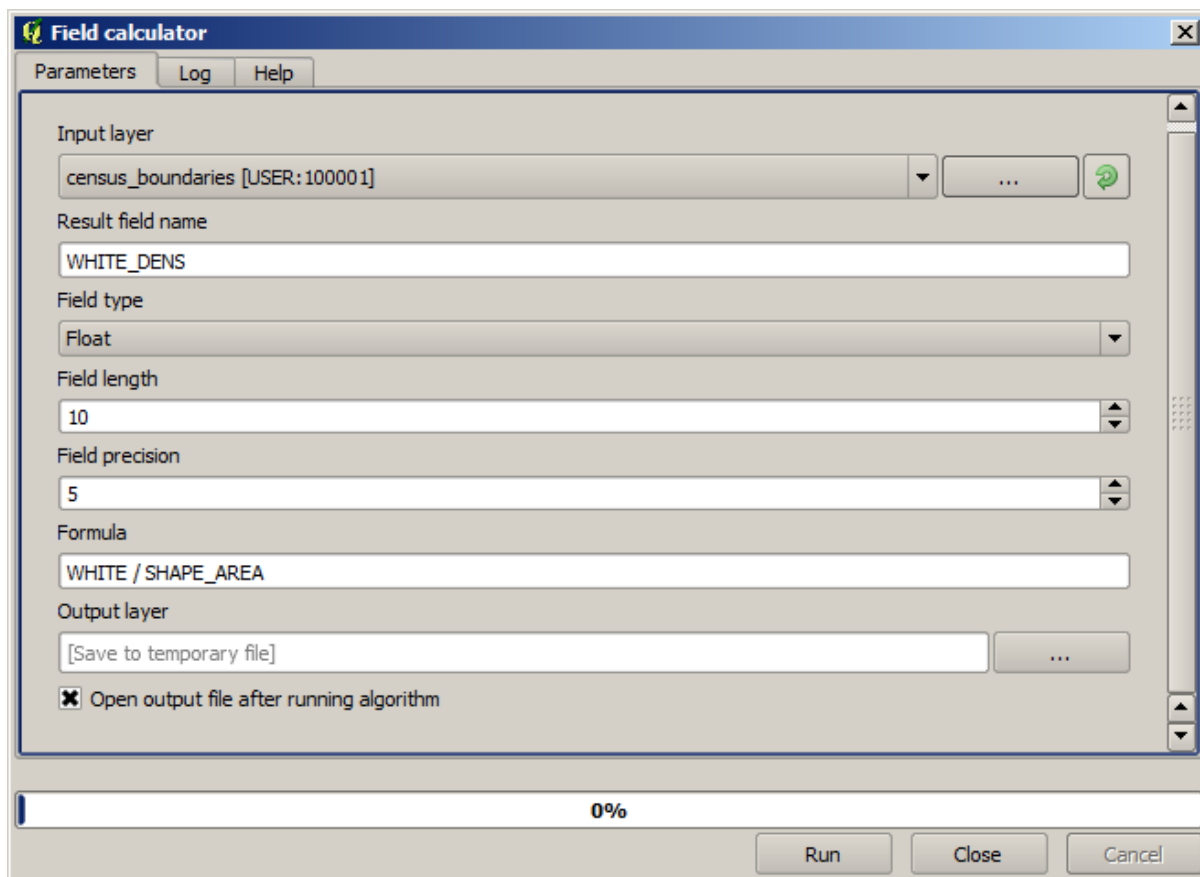 Field calculator
Parameters Log Help
Input layer
census_boundaries [USER:100001]
...
Result field name
WHITE_DENS
Field type
Float
Field length
10
Field precision
5
Formula
WHITE / SHAPE_AREA
Output layer
[Save to temporary file]
...
Open output file after running algorithm
0%
Run Close Cancel